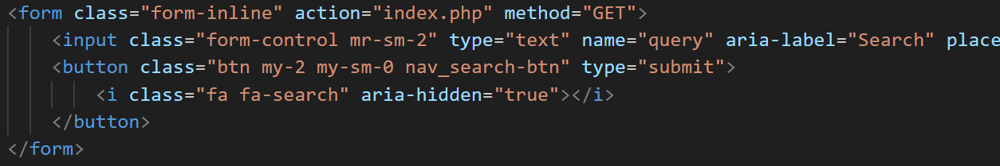 <form class="form-inline" action="index.php" method="GET">
<input class="form-control mr-sm-2" type="text" name="query" aria-label="Search" place
<button class="btn my-2 my-sm-0 nav_search-btn" type="submit">
<i class="fa fa-search" aria-hidden="true"></i>
</button>
</form>